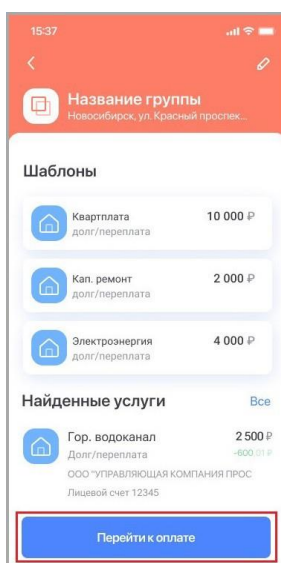 15:37
Название группы
Новосибирск, ул. Красный проспек...
Шаблоны
Квартплата 10 000 ₽
долг/переплата
Кап. ремонт 2 000 ₽
долг/переплата
Электроэнергия 4 000 ₽
долг/переплата
Найденные услуги Все
Гор. водоканал 2 500 ₽
Долг/переплата -600,01 ₽
ООО "УПРАВЛЯЮЩАЯ КОМПАНИЯ ПРОС
Лицевой счет 12345
Перейти к оплате